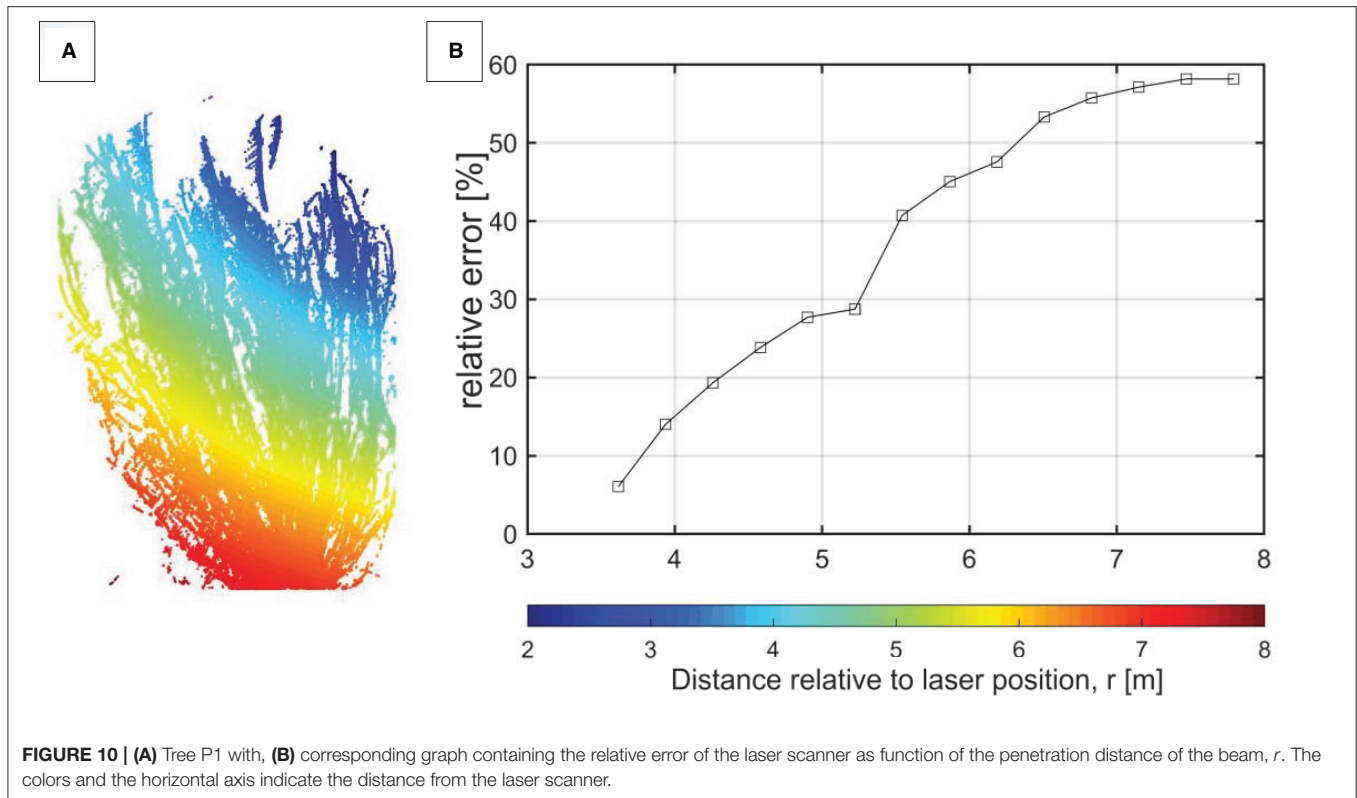 A
B
60
50
40
30
20
10
0
relative error [%]
3 4 5 6 7 8
2 3 4 5 6 7 8
Distance relative to laser position, r [m]
FIGURE 10 | (A) Tree P1 with, (B) corresponding graph containing the relative error of the laser scanner as function of the penetration distance of the beam, r. The
colors and the horizontal axis indicate the distance from the laser scanner.